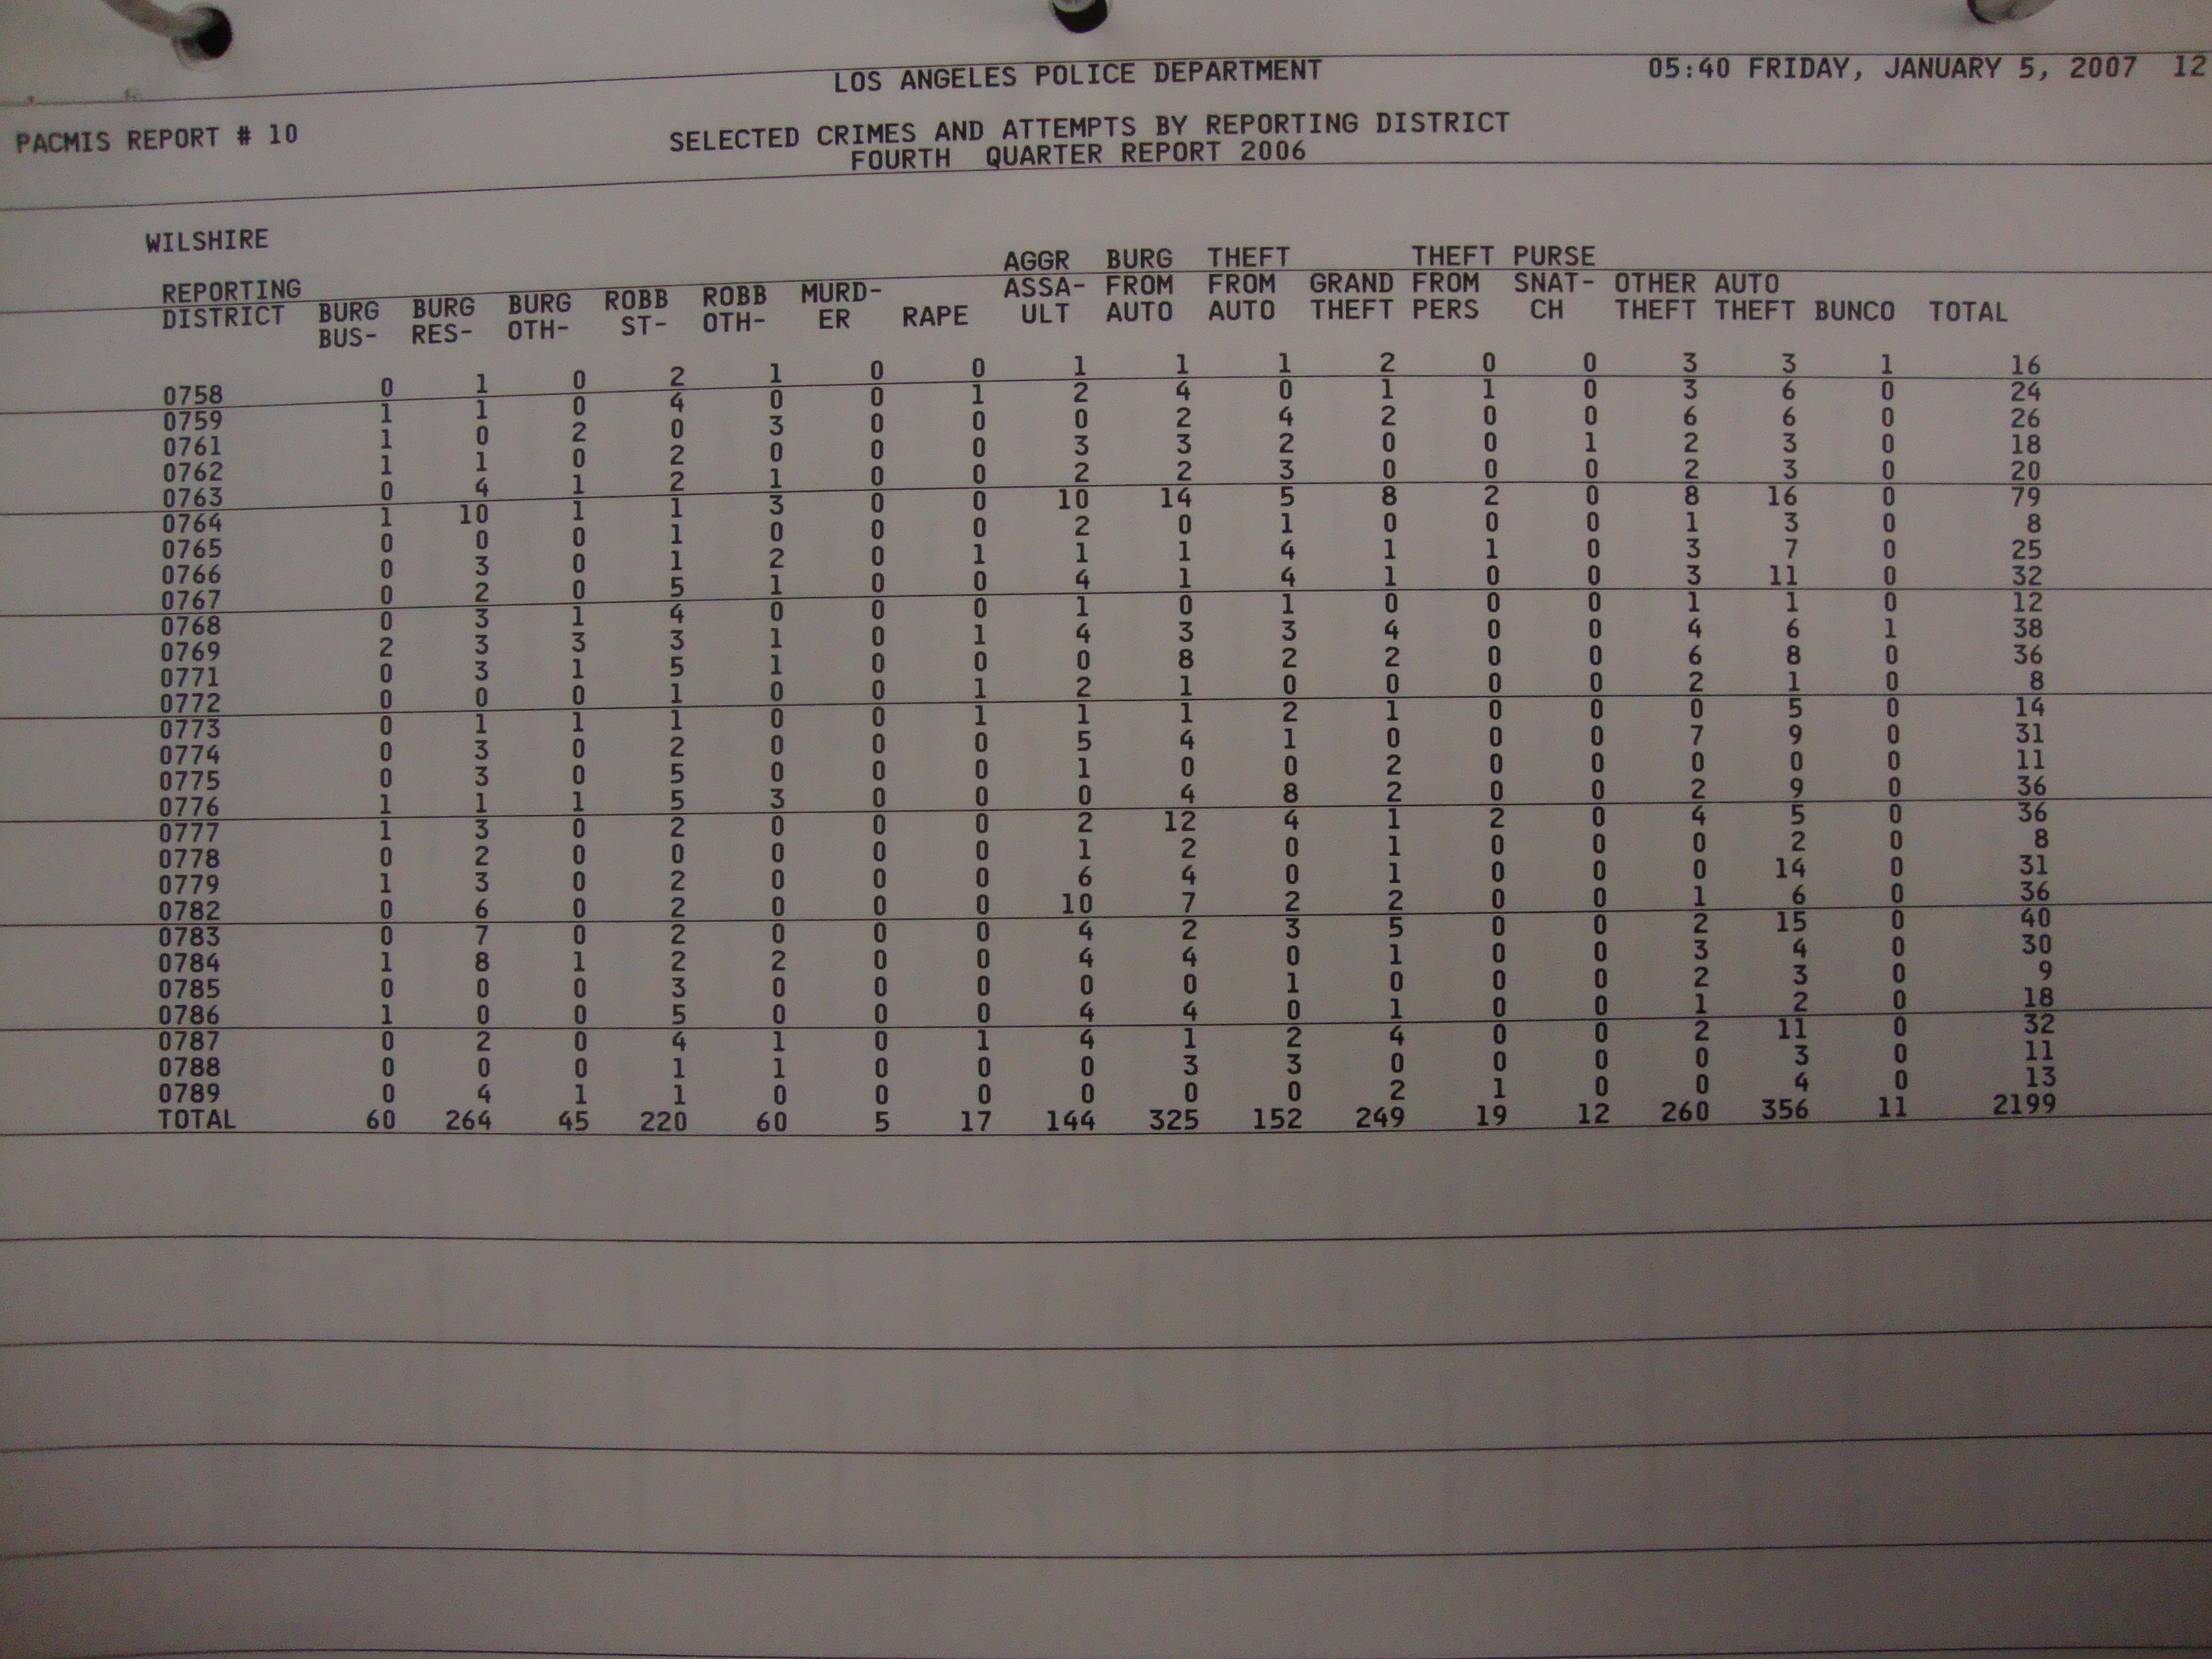 LOS ANGELES POLICE DEPARTMENT 05:40 FRIDAY, JANUARY 5, 2007 12
PACMIS REPORT # 10 SELECTED CRIMES AND ATTEMPTS BY REPORTING DISTRICT
FOURTH QUARTER REPORT 2006
WILSHIRE
AGGR BURG THEFT THEFT PURSE
REPORTING BURG BURG BURG ROBB ROBB MURD- ASSA- FROM FROM GRAND FROM SNAT- OTHER AUTO
DISTRICT BUS- RES- OTH- ST- OTH- ER RAPE ULT AUTO AUTO THEFT PERS CH THEFT THEFT BUNCO TOTAL
0758 0 1 0 2 1 0 0 1 1 1 2 0 0 3 3 1 16
0759 1 1 0 4 0 0 1 2 4 0 1 1 0 3 6 0 24
0761 1 0 2 0 3 0 0 0 2 4 2 0 0 6 6 0 26
0762 1 1 0 2 0 0 0 3 3 2 0 0 1 2 3 0 18
0763 0 4 1 2 1 0 0 2 2 3 0 0 0 2 3 0 20
0764 1 10 1 1 3 0 0 10 14 5 8 2 0 8 16 0 79
0765 0 0 0 1 0 0 0 2 0 1 0 0 0 1 3 0 8
0766 0 3 0 1 2 0 1 1 1 4 1 1 0 3 7 0 25
0767 0 2 0 5 1 0 0 4 1 4 1 0 0 3 11 0 32
0768 0 3 1 4 0 0 0 1 0 1 0 0 0 1 1 0 12
0769 2 3 3 3 1 0 1 4 3 3 4 0 0 4 6 1 38
0771 0 3 1 5 1 0 0 0 8 2 2 0 0 6 8 0 36
0772 0 0 0 1 0 0 1 2 1 0 0 0 0 2 1 0 8
0773 0 1 1 1 0 0 1 1 1 2 1 0 0 0 5 0 14
0774 0 3 0 2 0 0 0 5 4 1 0 0 0 7 9 0 31
0775 0 3 0 5 0 0 0 1 0 0 2 0 0 0 0 0 11
0776 1 1 1 5 3 0 0 0 4 8 2 0 0 2 9 0 36
0777 1 3 0 2 0 0 0 2 12 4 1 2 0 4 5 0 36
0778 0 2 0 0 0 0 0 1 2 0 1 0 0 0 2 0 8
0779 1 3 0 2 0 0 0 6 4 0 1 0 0 0 14 0 31
0782 0 6 0 2 0 0 0 10 7 2 2 0 0 1 6 0 36
0783 0 7 0 2 0 0 0 4 2 3 5 0 0 2 15 0 40
0784 1 8 1 2 2 0 0 4 4 0 1 0 0 3 4 0 30
0785 0 0 0 3 0 0 0 0 0 1 0 0 0 2 3 0 9
0786 1 0 0 5 0 0 0 4 4 0 1 0 0 1 2 0 18
0787 0 2 0 4 1 0 1 4 1 2 4 0 0 2 11 0 32
0788 0 0 0 1 1 0 0 0 3 3 0 0 0 0 3 0 11
0789 0 4 1 1 0 0 0 0 0 0 2 1 0 0 4 0 13
TOTAL 60 264 45 220 60 5 17 144 325 152 249 19 12 260 356 11 2199